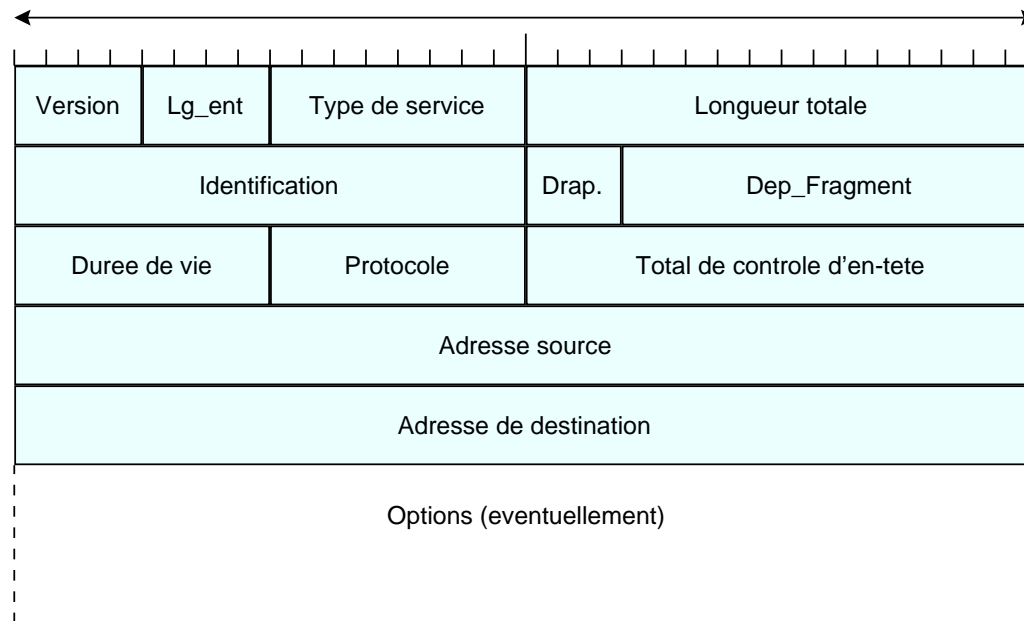 Version Lg_ent Type de service Longueur totale
Identification Drap. Dep_Fragment
Duree de vie Protocole Total de controle d'en-tete
Adresse source
Adresse de destination
Options (eventuellement)